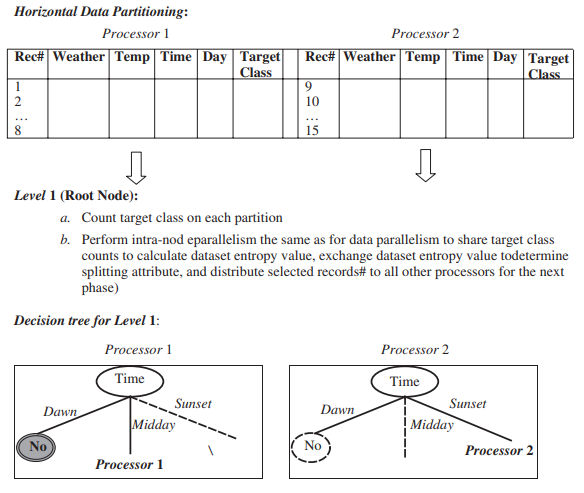 Horizontal Data Partitioning:
Processor 1 Processor 2
Rec# Weather Temp Time Day Target Class Rec# Weather Temp Time Day Target Class
1 9
2 10
... ...
8 15
Level 1 (Root Node):
a. Count target class on each partition
b. Perform intra-nod eparallelism the same as for data parallelism to share target class
counts to calculate dataset entropy value, exchange dataset entropy value todetermine
splitting attribute, and distribute selected records# to all other processors for the next
phase)
Decision tree for Level 1:
Processor 1 Processor 2
Time Time
Dawn Sunset Dawn Sunset
Midday Midday
No No
Processor 1 Processor 2